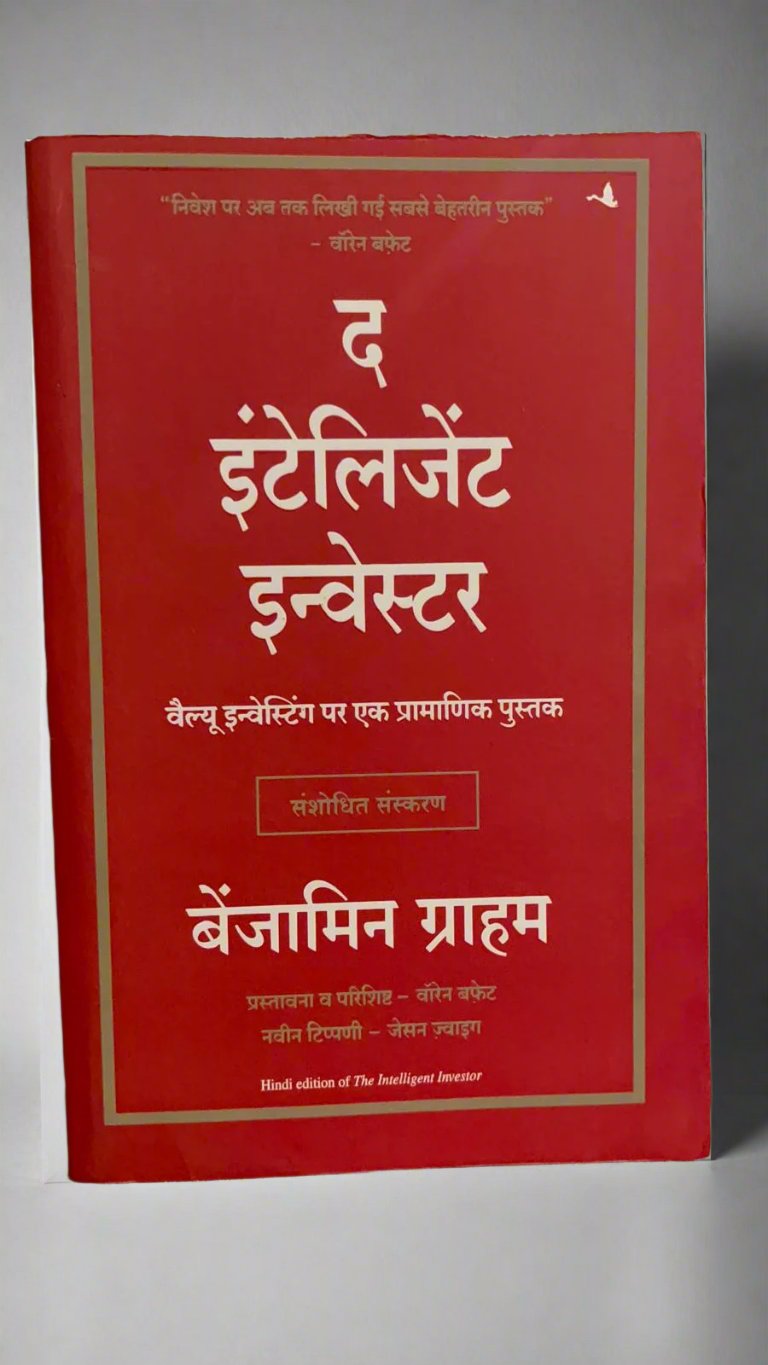 “निवेश पर अब तक लिखी गई सबसे बेहतरीन पुस्तक”
– वॉरेन बफ़ेट
द
इंटेलिजेंट
इन्वेस्टर
वैल्यू इन्वेस्टिंग पर एक प्रामाणिक पुस्तक
संशोधित संस्करण
बेंजामिन ग्राहम
प्रस्तावना व परिशिष्ट – वॉरेन बफ़ेट
नवीन टिप्पणी – जेसन ज़्वाइग
Hindi edition of The Intelligent Investor